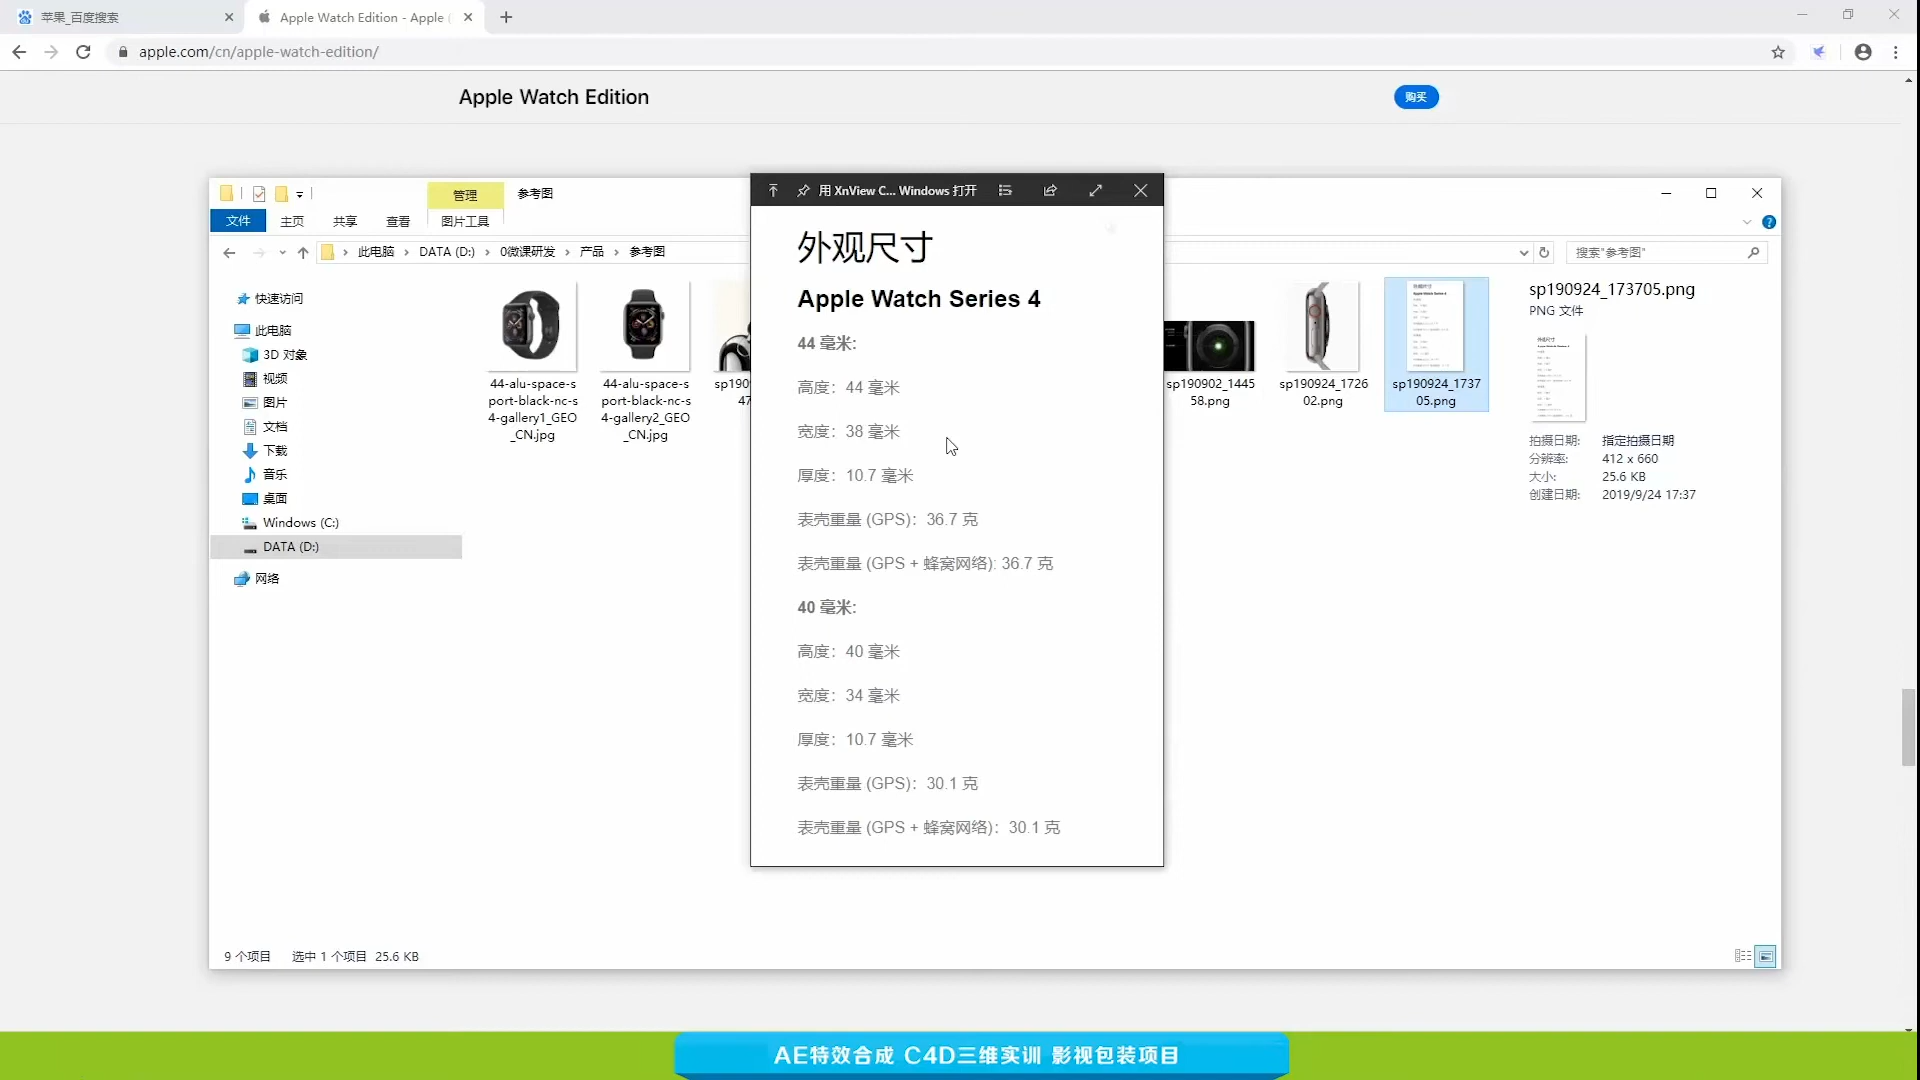 苹果_百度搜索
Apple Watch Edition - Apple (
apple.com/cn/apple-watch-edition/
Apple Watch Edition
购买
管理
参考图
文件
主页
共享
查看
图片工具
此电脑
DATA (D:)
0微课研发
产品
参考图
搜索"参考图"
快速访问
此电脑
3D 对象
视频
图片
文档
下载
音乐
桌面
Windows (C:)
DATA (D:)
网络
44-alu-space-s
port-black-nc-s
4-gallery1_GEO
_CN.jpg
44-alu-space-s
port-black-nc-s
4-gallery2_GEO
_CN.jpg
sp190
47
用 XnView C... Windows 打开
外观尺寸
Apple Watch Series 4
44 毫米:
高度：44 毫米
宽度：38 毫米
厚度：10.7 毫米
表壳重量 (GPS)：36.7 克
表壳重量 (GPS + 蜂窝网络): 36.7 克
40 毫米:
高度：40 毫米
宽度：34 毫米
厚度：10.7 毫米
表壳重量 (GPS)：30.1 克
表壳重量 (GPS + 蜂窝网络)：30.1 克
sp190902_1445
58.png
sp190924_1726
02.png
sp190924_1737
05.png
sp190924_173705.png
PNG 文件
拍摄日期: 指定拍摄日期
分辨率: 412 x 660
大小: 25.6 KB
创建日期: 2019/9/24 17:37
9 个项目 选中 1 个项目 25.6 KB
AE特效合成 C4D三维实训 影视包装项目